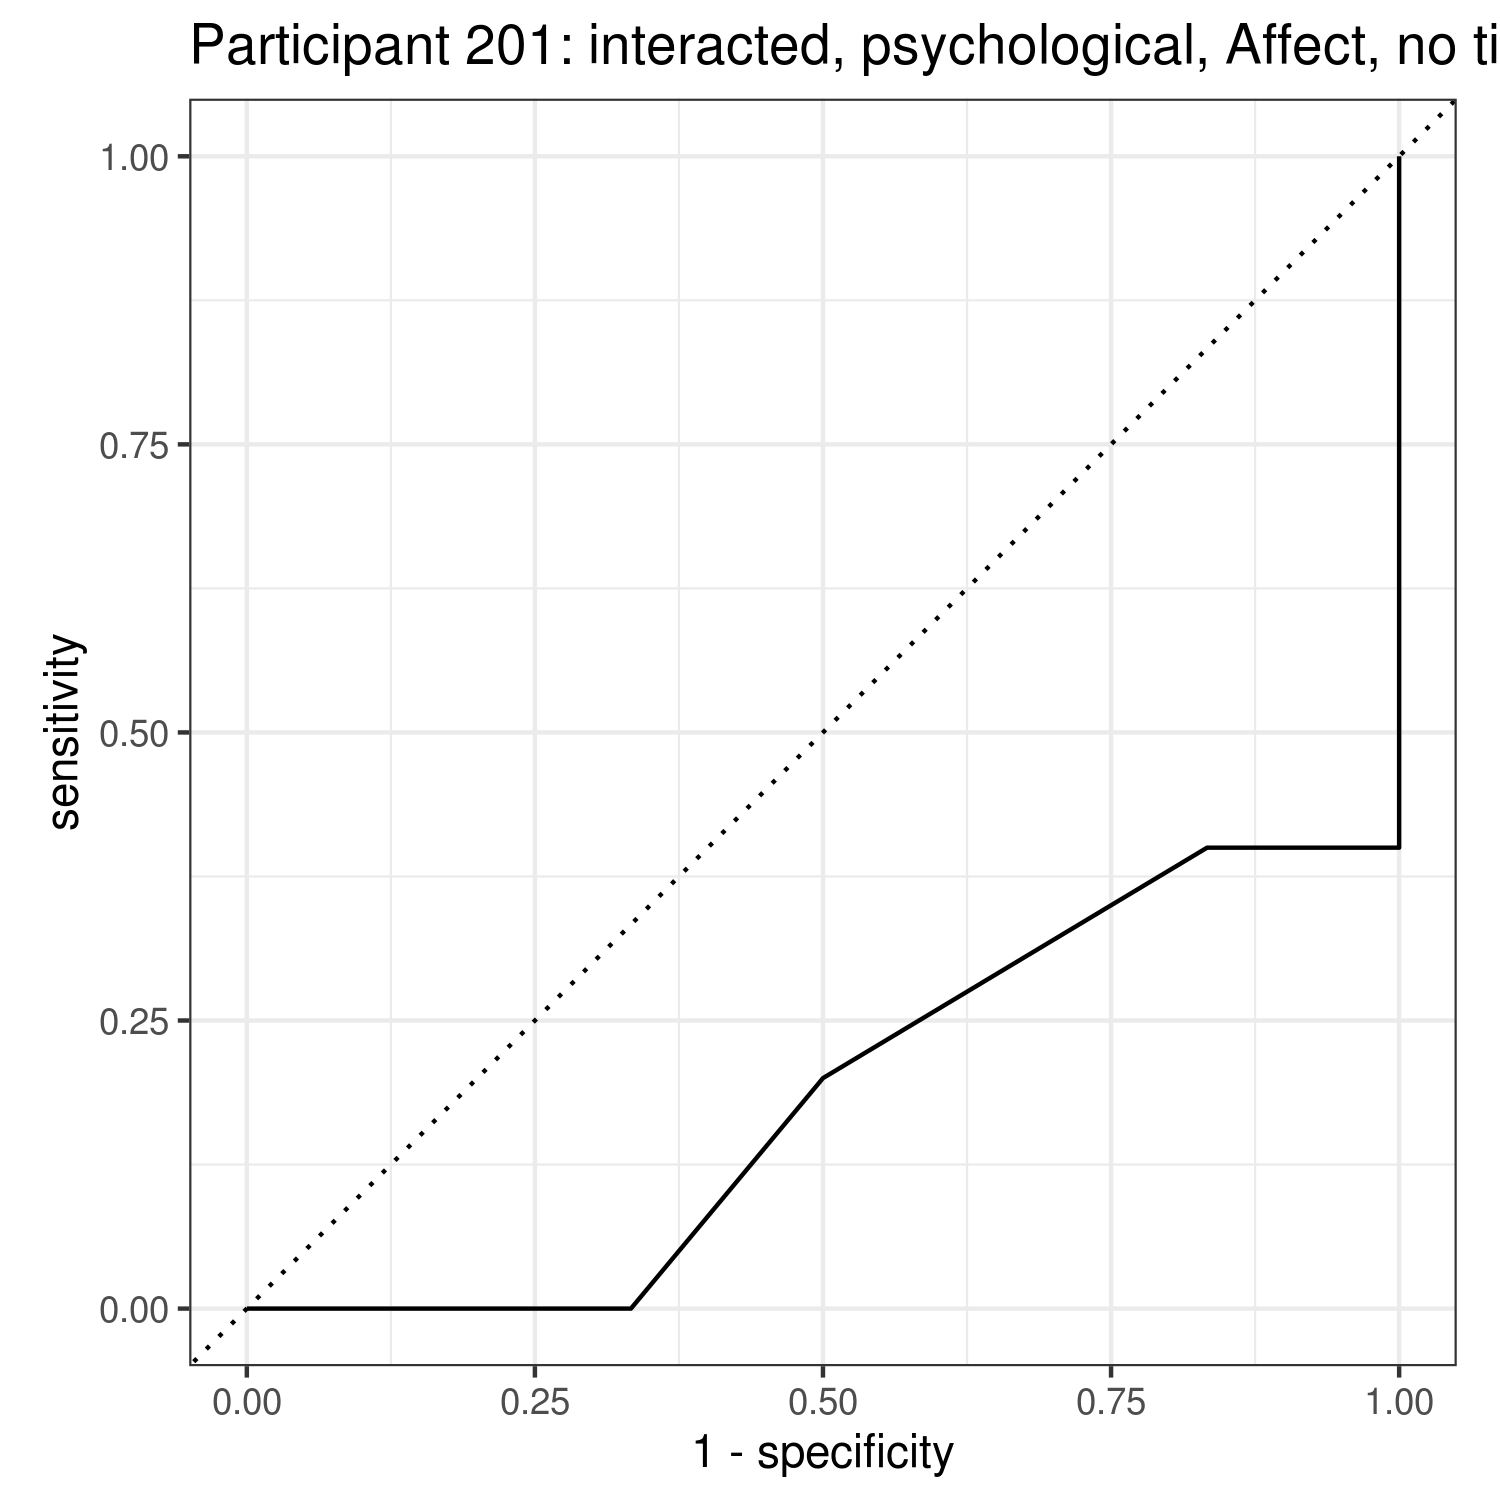 Participant 201: interacted, psychological, Affect, no ti
1.00
0.75
0.50
0.25
0.00
sensitivity
0.00 0.25 0.50 0.75 1.00
1 - specificity